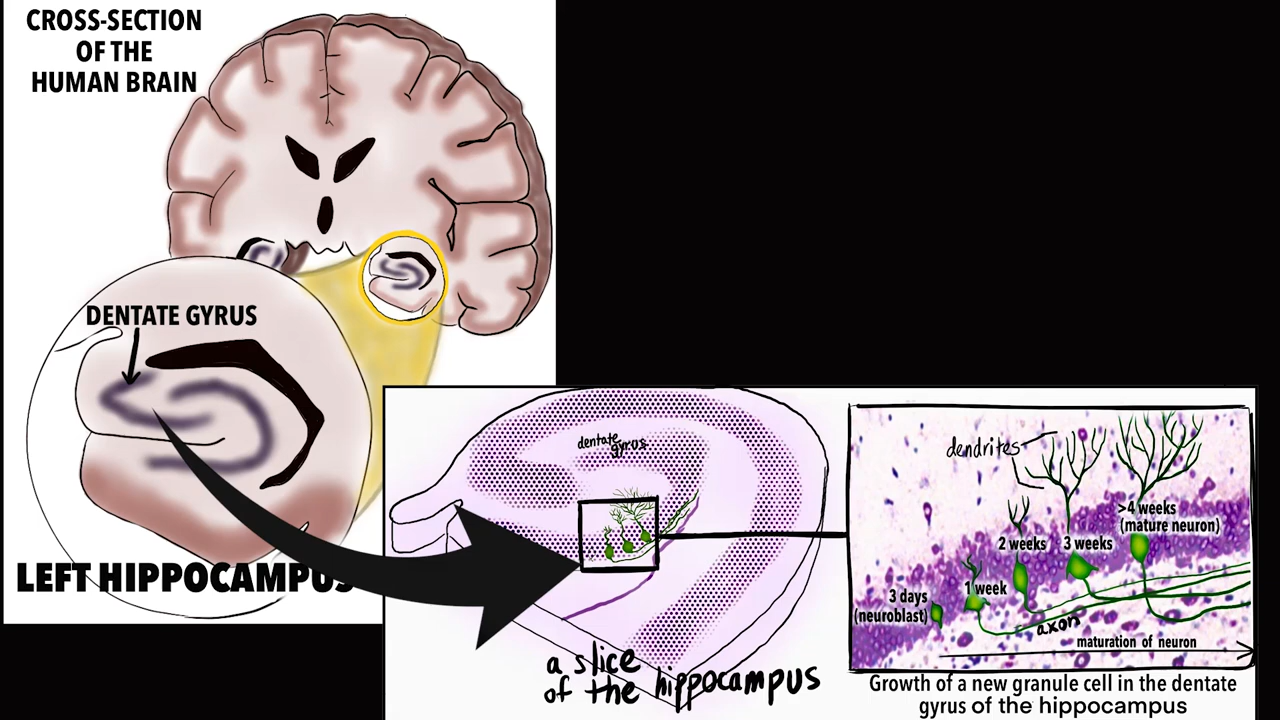 CROSS-SECTION
OF THE
HUMAN BRAIN
DENTATE GYRUS
LEFT HIPPOCAMPUS
dentate
gyrus
a slice
of the hippocampus
dendrites
>4 weeks
(mature neuron)
2 weeks
3 weeks
1 week
3 days
(neuroblast)
axon
maturation of neuron
Growth of a new granule cell in the dentate
gyrus of the hippocampus